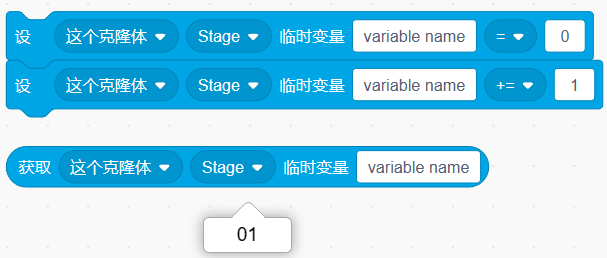 设 这个克隆体 Stage 临时变量 variable name = 0
设 这个克隆体 Stage 临时变量 variable name += 1
获取 这个克隆体 Stage 临时变量 variable name
01